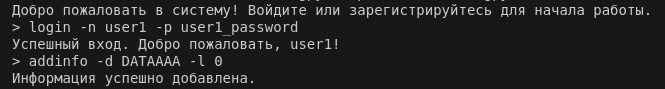 Добро пожаловать в систему! Войдите или зарегистрируйтесь для начала работы.
> login -n user1 -p user1_password
Успешный вход. Добро пожаловать, user1!
> addinfo -d DATAAAA -l 0
Информация успешно добавлена.